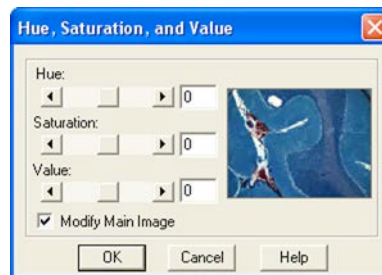 Hue, Saturation, and Value
Hue:
0
Saturation:
0
Value:
0
Modify Main Image
OK Cancel Help